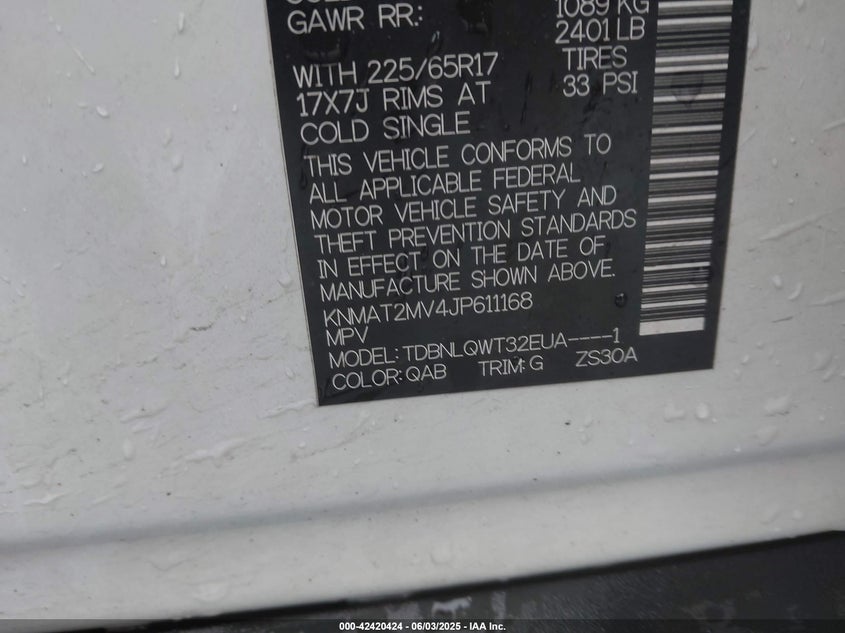 GAWR RR:
1089 KG
2401 LB
WITH 225/65R17 TIRES
17X7J RIMS AT 33 PSI
COLD SINGLE
THIS VEHICLE CONFORMS TO
ALL APPLICABLE FEDERAL
MOTOR VEHICLE SAFETY AND
THEFT PREVENTION STANDARDS
IN EFFECT ON THE DATE OF
MANUFACTURE SHOWN ABOVE.
KNMAT2MV4JP611168
MPV
MODEL: TDBNLQWT32EUA----1
COLOR: QAB TRIM: G ZS30A
000-42420424 - 06/03/2025 - © IAA Inc.